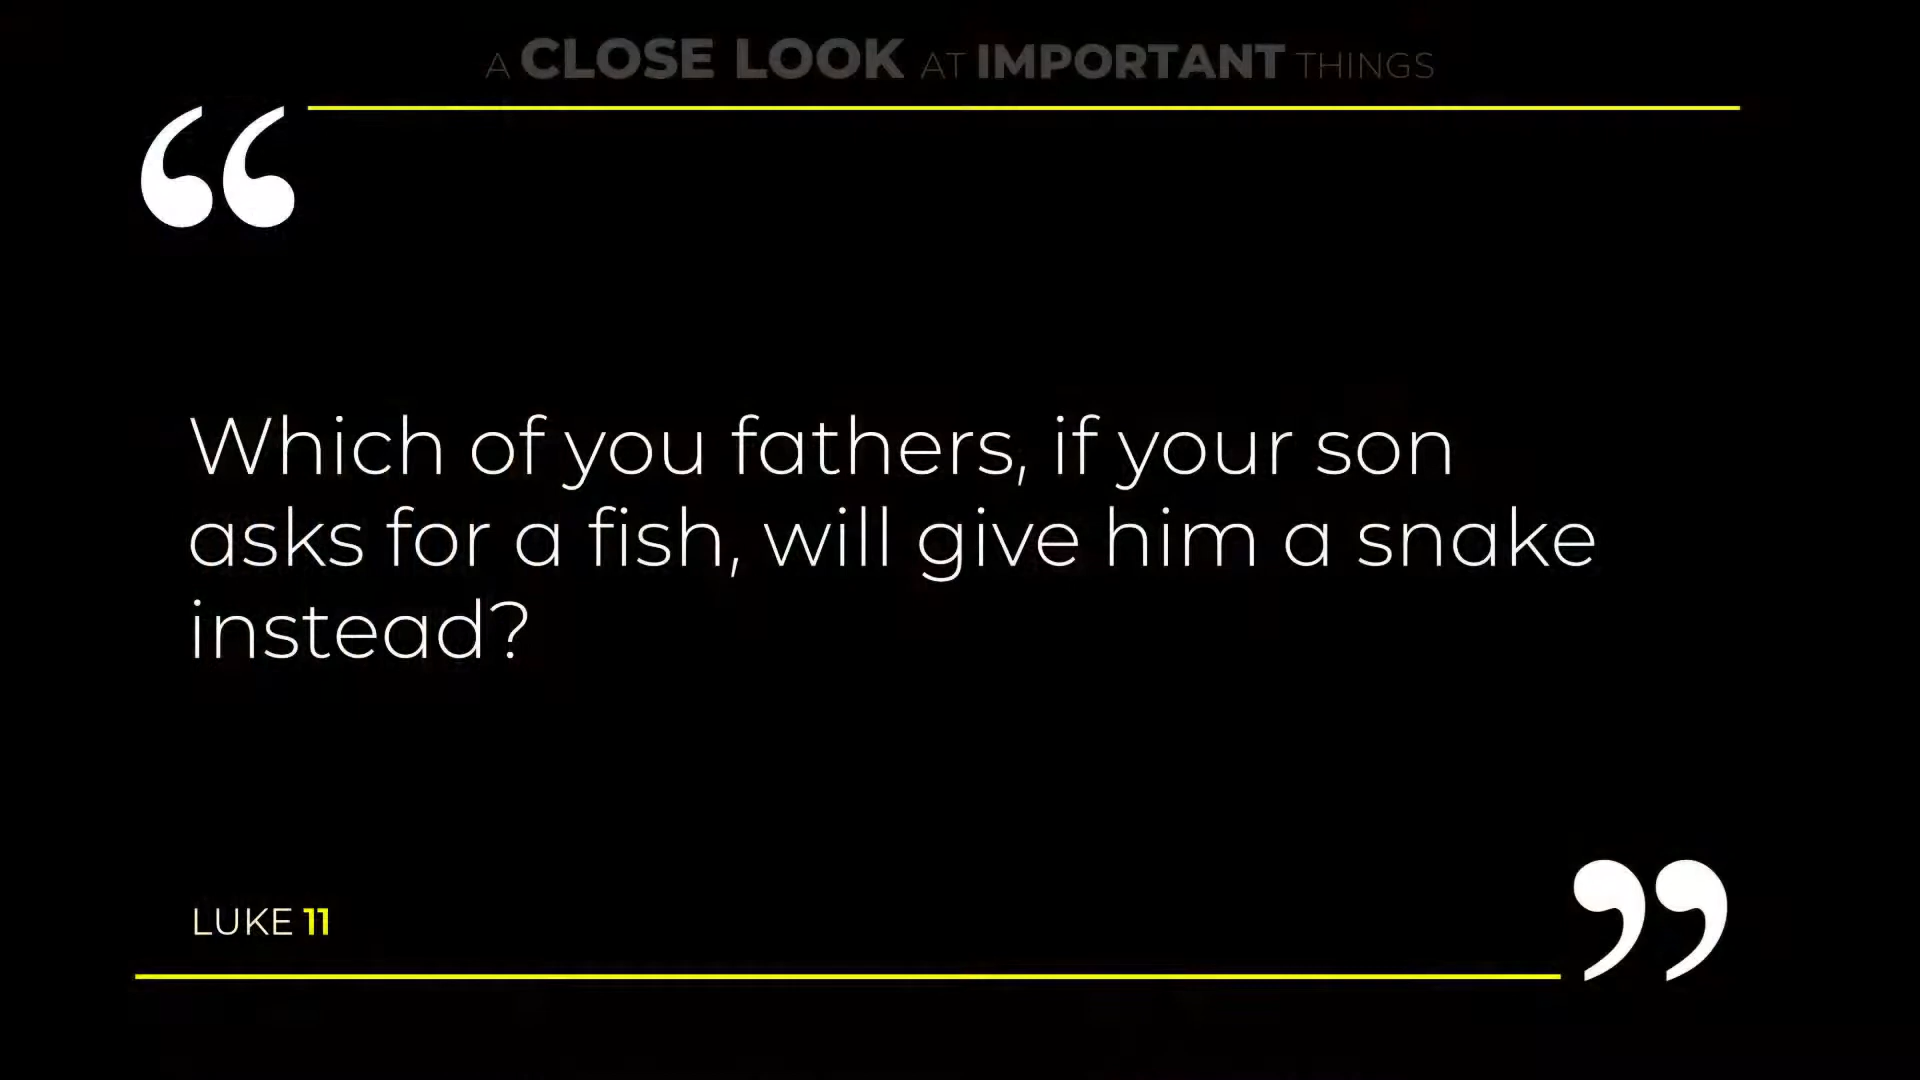 A CLOSE LOOK AT IMPORTANT THINGS
“
Which of you fathers, if your son
asks for a fish, will give him a snake
instead?
LUKE 11
”